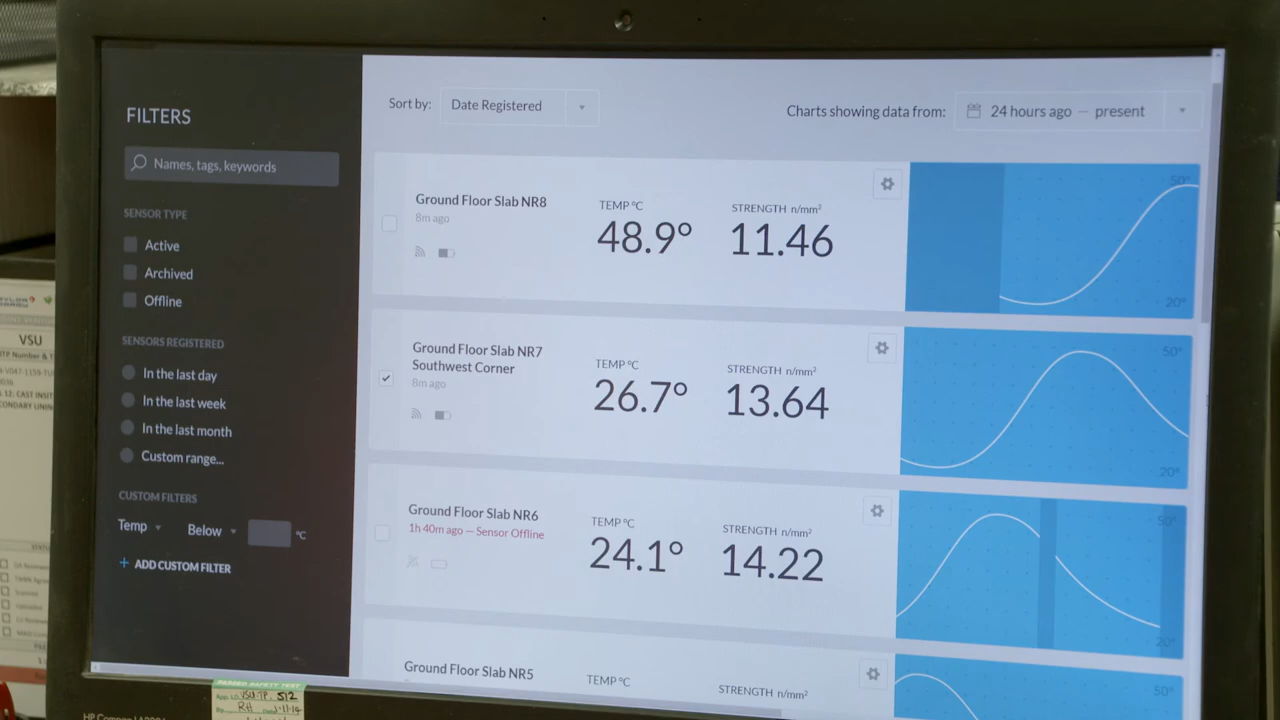 FILTERS
Names, tags, keywords
SENSOR TYPE
Active
Archived
Offline
SENSORS REGISTERED
In the last day
In the last week
In the last month
Custom range...
CUSTOM FILTERS
Temp Below °C
+ ADD CUSTOM FILTER
Sort by: Date Registered
Charts showing data from: 24 hours ago — present
Ground Floor Slab NR8
8m ago
TEMP °C
48.9°
STRENGTH n/mm²
11.46
50°
20°
Ground Floor Slab NR7
Southwest Corner
8m ago
TEMP °C
26.7°
STRENGTH n/mm²
13.64
50°
20°
Ground Floor Slab NR6
1h 40m ago — Sensor Offline
TEMP °C
24.1°
STRENGTH n/mm²
14.22
50°
20°
Ground Floor Slab NR5
TEMP °C
STRENGTH n/mm²
50°
VSU
PASSED SAFETY TEST
512
RH